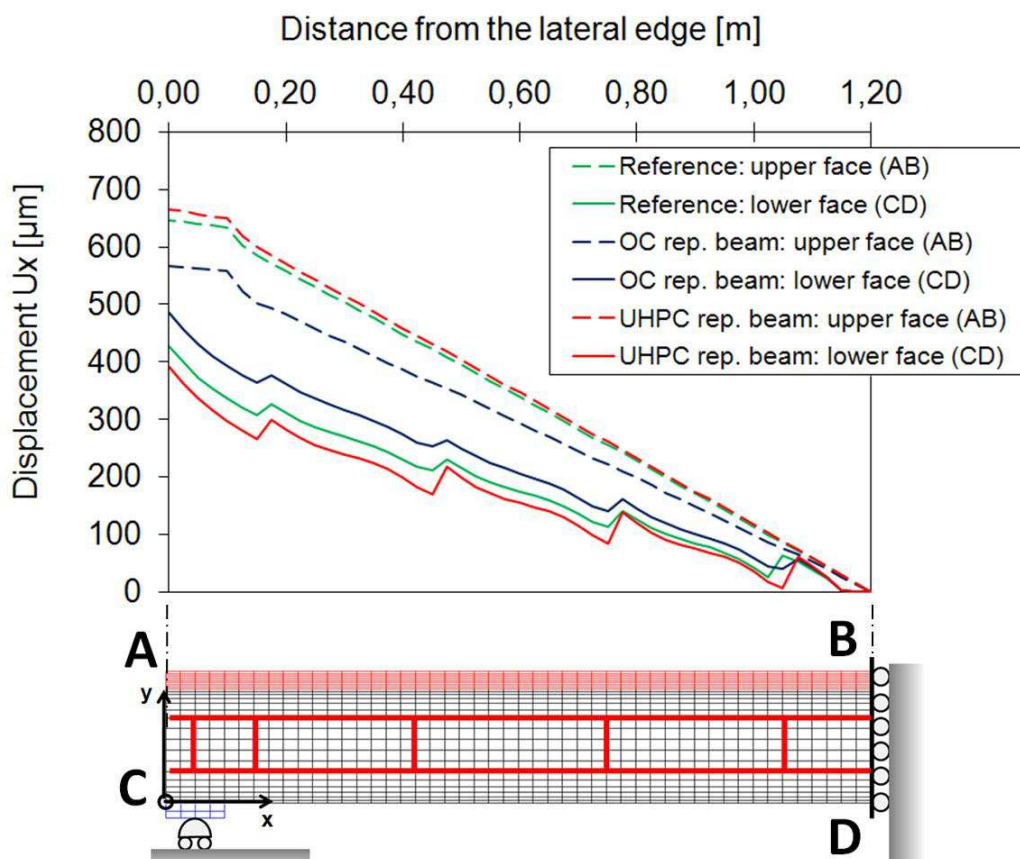 Distance from the lateral edge [m]
0,00 0,20 0,40 0,60 0,80 1,00 1,20
Displacement Ux [µm]
800
700
600
500
400
300
200
100
0
Reference: upper face (AB)
Reference: lower face (CD)
OC rep. beam: upper face (AB)
OC rep. beam: lower face (CD)
UHPC rep. beam: upper face (AB)
UHPC rep. beam: lower face (CD)
A B
y
C x D